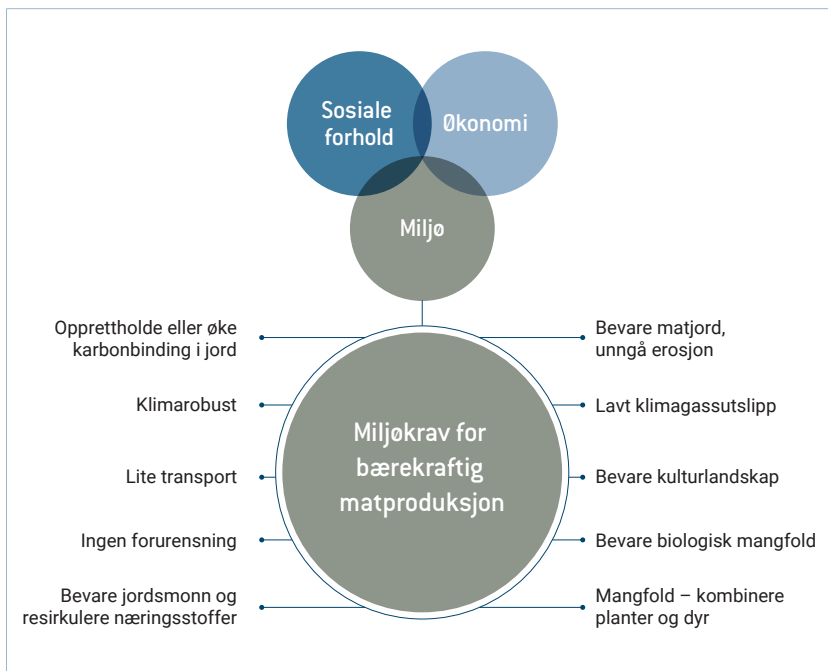 Sosiale
forhold
Økonomi
Miljø
Opprettholde eller øke
karbonbinding i jord
Klimarobust
Lite transport
Ingen forurensning
Bevare jordsmonn og
resirkulere næringsstoffer
Miljøkrav for
bærekraftig
matproduksjon
Bevare matjord,
unngå erosjon
Lavt klimagassutslipp
Bevare kulturlandskap
Bevare biologisk mangfold
Mangfold – kombinere
planter og dyr